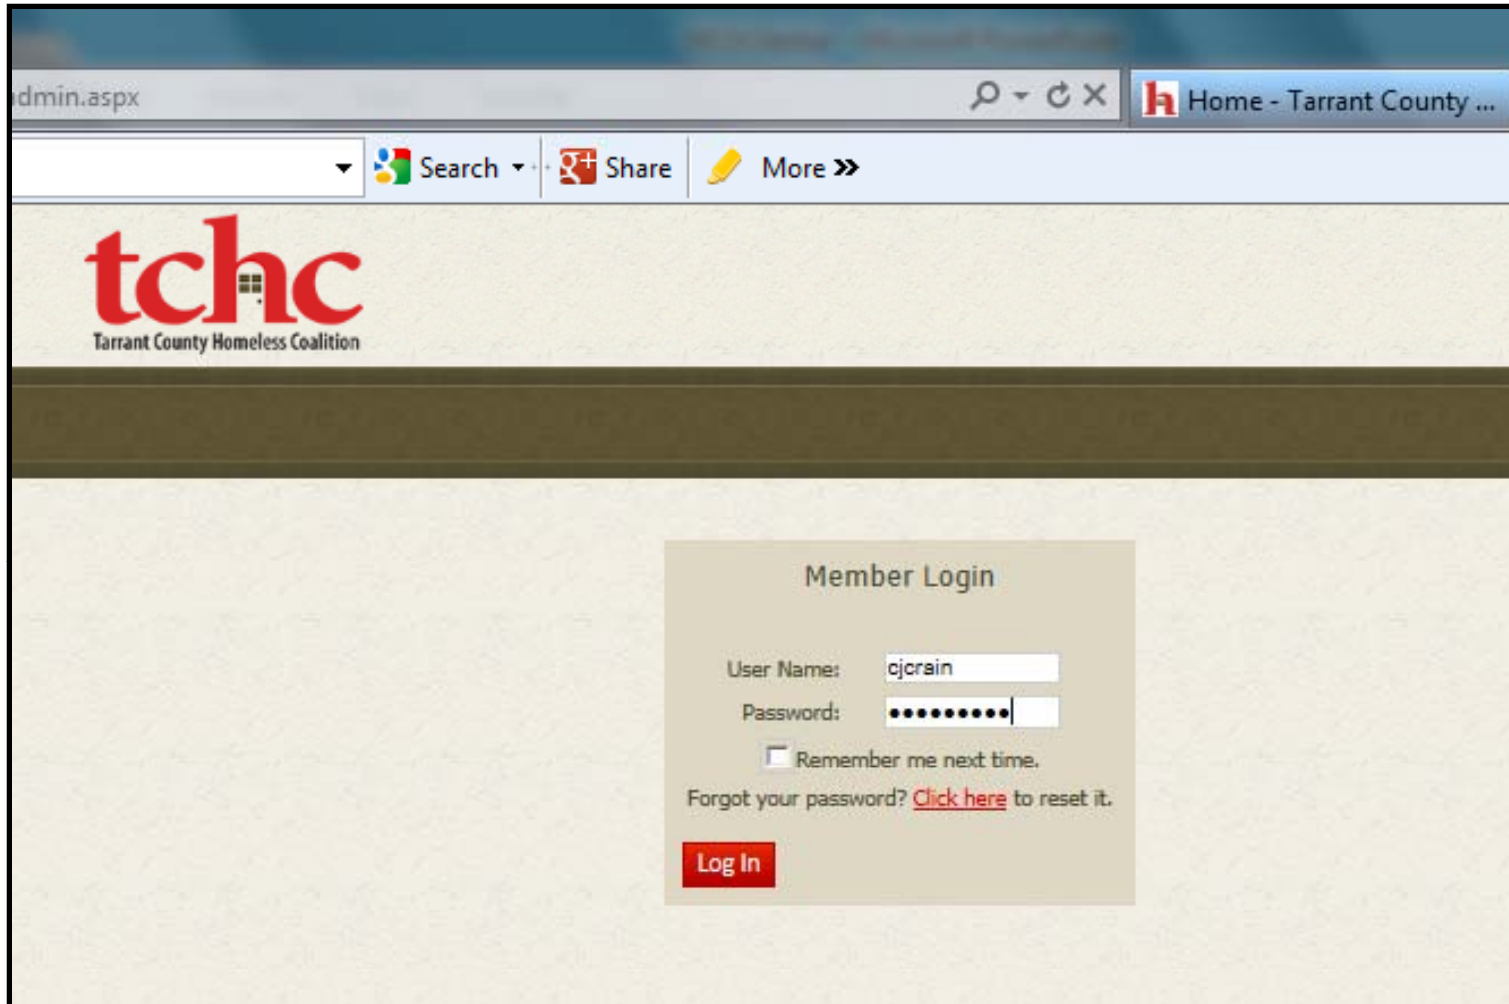 dmin.aspx
Home - Tarrant County ...
Search
Share
More »
tchc
Tarrant County Homeless Coalition
Member Login
User Name: cjcrain
Password: •••••••••
Remember me next time.
Forgot your password? Click here to reset it.
Log In